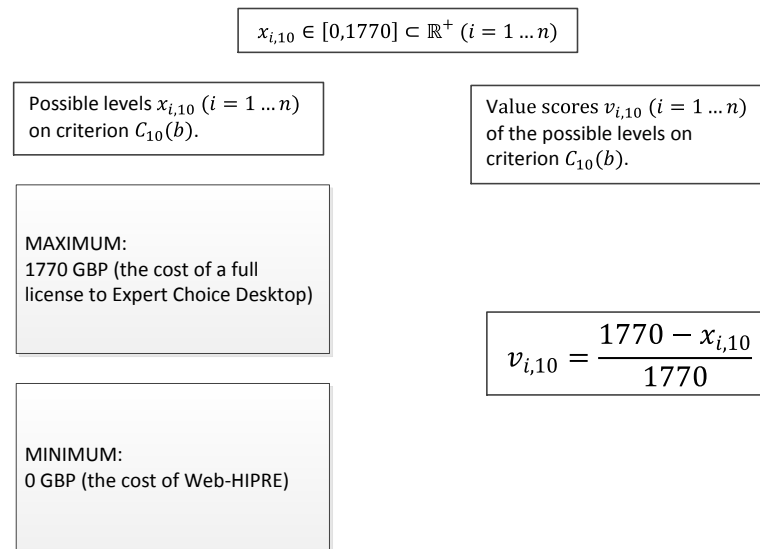 x_{i,10} ∈ [0,1770] ⊂ ℝ⁺ (i = 1 … n)
Possible levels x_{i,10} (i = 1 … n)
on criterion C_{10}(b).
Value scores v_{i,10} (i = 1 … n)
of the possible levels on
criterion C_{10}(b).
MAXIMUM:
1770 GBP (the cost of a full
license to Expert Choice Desktop)
v_{i,10} = \frac{1770 - x_{i,10}}{1770}
MINIMUM:
0 GBP (the cost of Web-HIPRE)